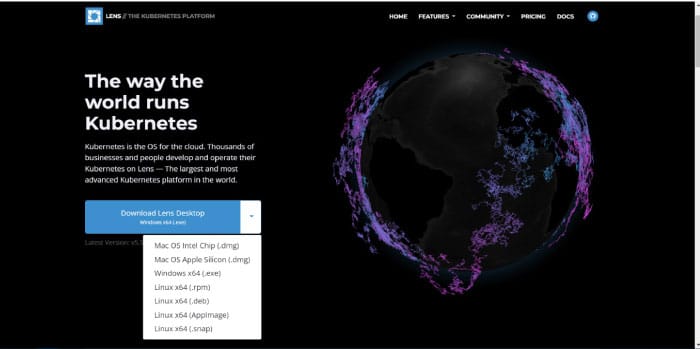 LENS // THE KUBERNETES PLATFORM
HOME FEATURES COMMUNITY PRICING DOCS
The way the
world runs
Kubernetes
Kubernetes is the OS for the cloud. Thousands of
businesses and people develop and operate their
Kubernetes on Lens — The largest and most
advanced Kubernetes platform in the world.
Download Lens Desktop
Windows x64 (.exe)
Latest Version:
Mac OS Intel Chip (.dmg)
Mac OS Apple Silicon (.dmg)
Windows x64 (.exe)
Linux x64 (.rpm)
Linux x64 (.deb)
Linux x64 (AppImage)
Linux x64 (.snap)